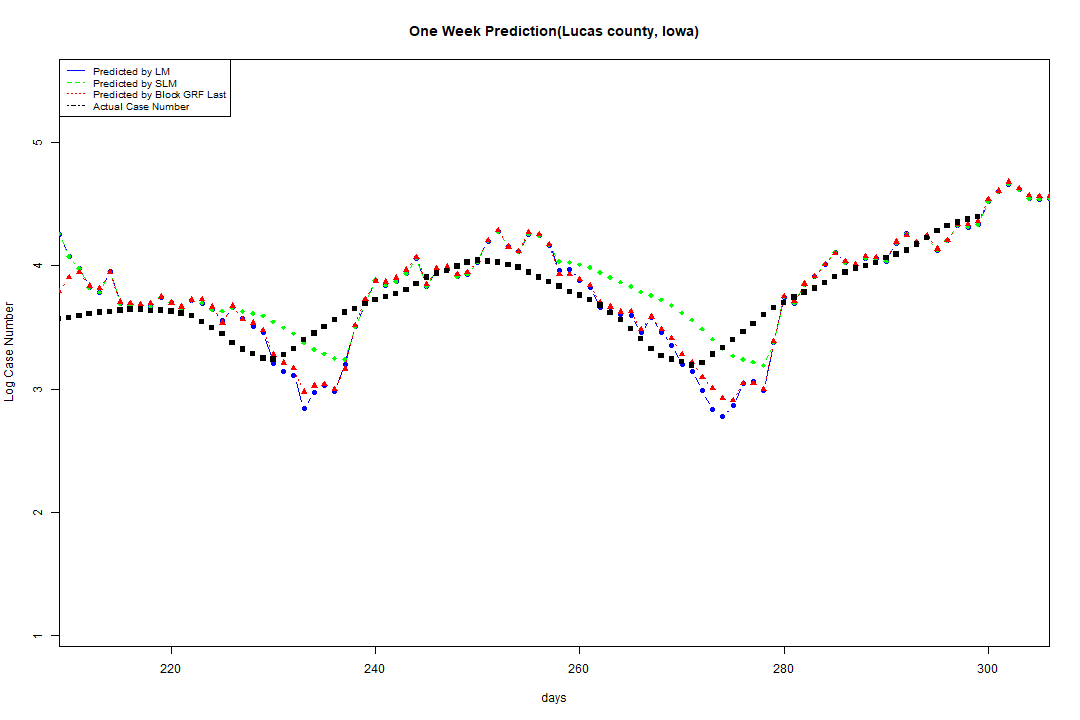 One Week Prediction(Lucas county, Iowa)
Predicted by LM
Predicted by SLM
Predicted by Block GRF Last
Actual Case Number
Log Case Number
5
4
3
2
1
220 240 260 280 300
days